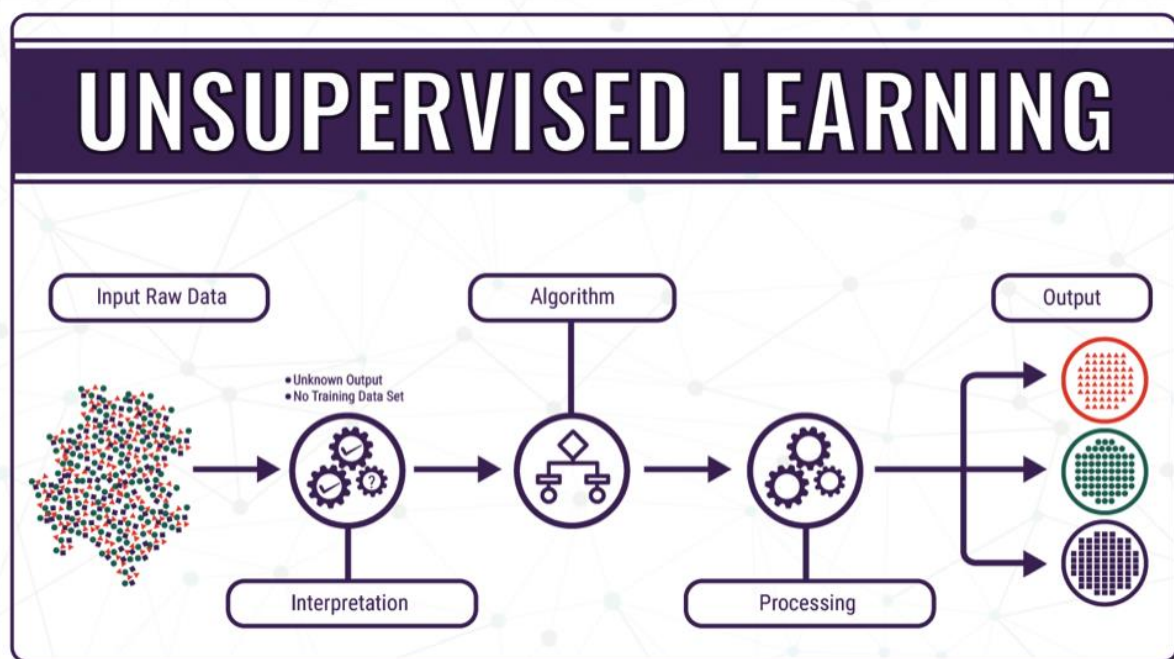 UNSUPERVISED LEARNING
Input Raw Data
Algorithm
Output
• Unknown Output
• No Training Data Set
?
Interpretation
Processing